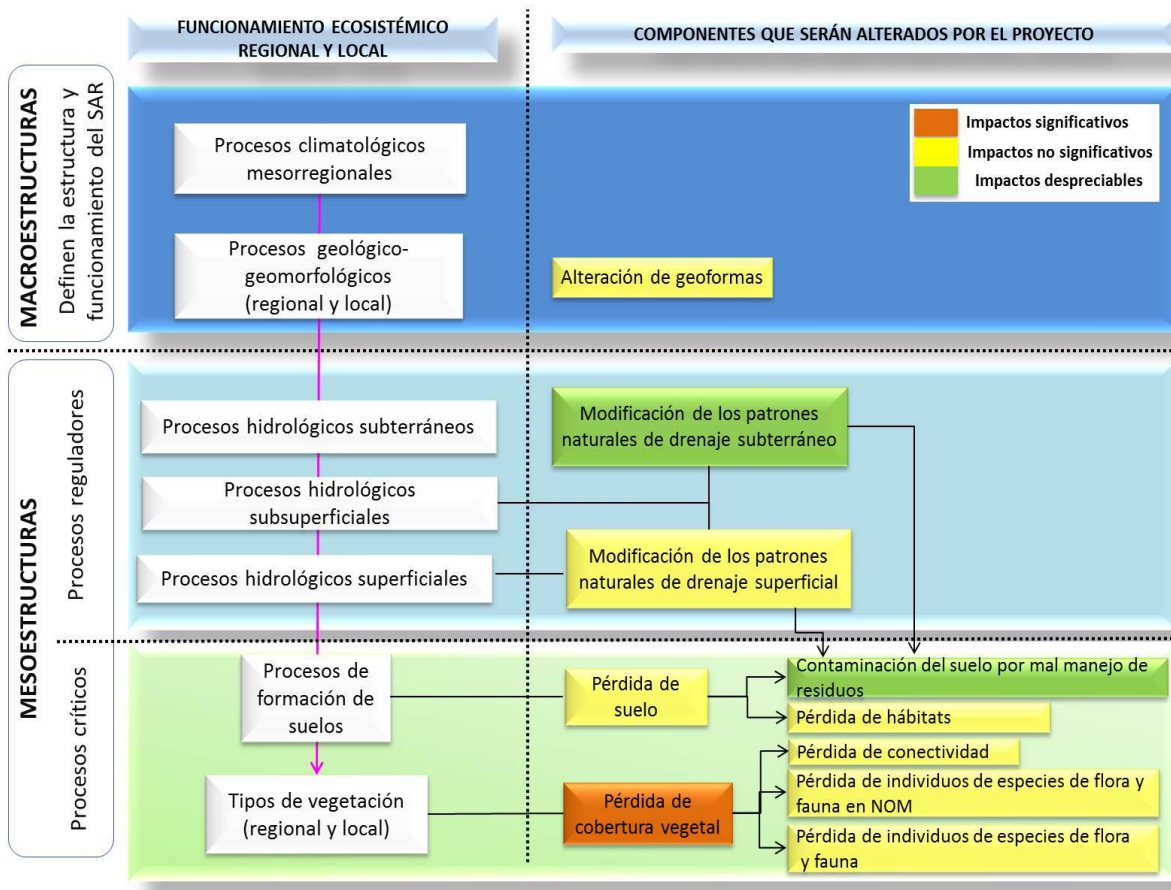 FUNCIONAMIENTO ECOSISTÉMICO
REGIONAL Y LOCAL
COMPONENTES QUE SERÁN ALTERADOS POR EL PROYECTO
MACROESTRUCTURAS
Definen la estructura y
funcionamiento del SAR
Procesos climatológicos
mesorregionales
Procesos geológico-
geomorfológicos
(regional y local)
Alteración de geoformas
Impactos significativos
Impactos no significativos
Impactos despreciables
MESOESTRUCTURAS
Procesos reguladores
Procesos hidrológicos subterráneos
Procesos hidrológicos
subsuperficiales
Procesos hidrológicos superficiales
Modificación de los patrones
naturales de drenaje subterráneo
Modificación de los patrones
naturales de drenaje superficial
Procesos críticos
Procesos de
formación de
suelos
Tipos de vegetación
(regional y local)
Pérdida de
suelo
Pérdida de
cobertura vegetal
Contaminación del suelo por mal manejo de
residuos
Pérdida de hábitats
Pérdida de conectividad
Pérdida de individuos de especies de flora y
fauna en NOM
Pérdida de individuos de especies de flora
y fauna